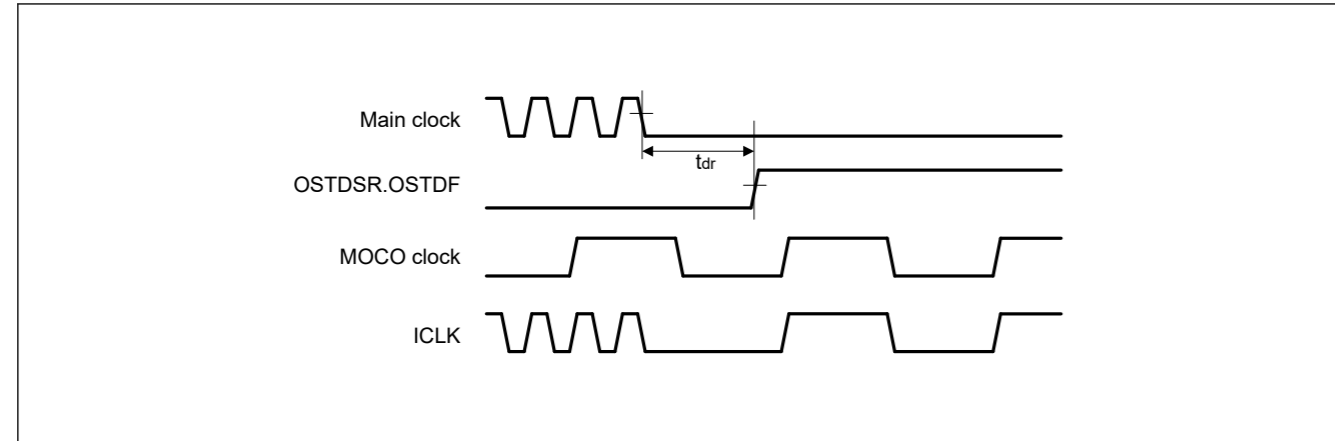 Main clock
tdr
OSTDSR.OSTDF
MOCO clock
ICLK